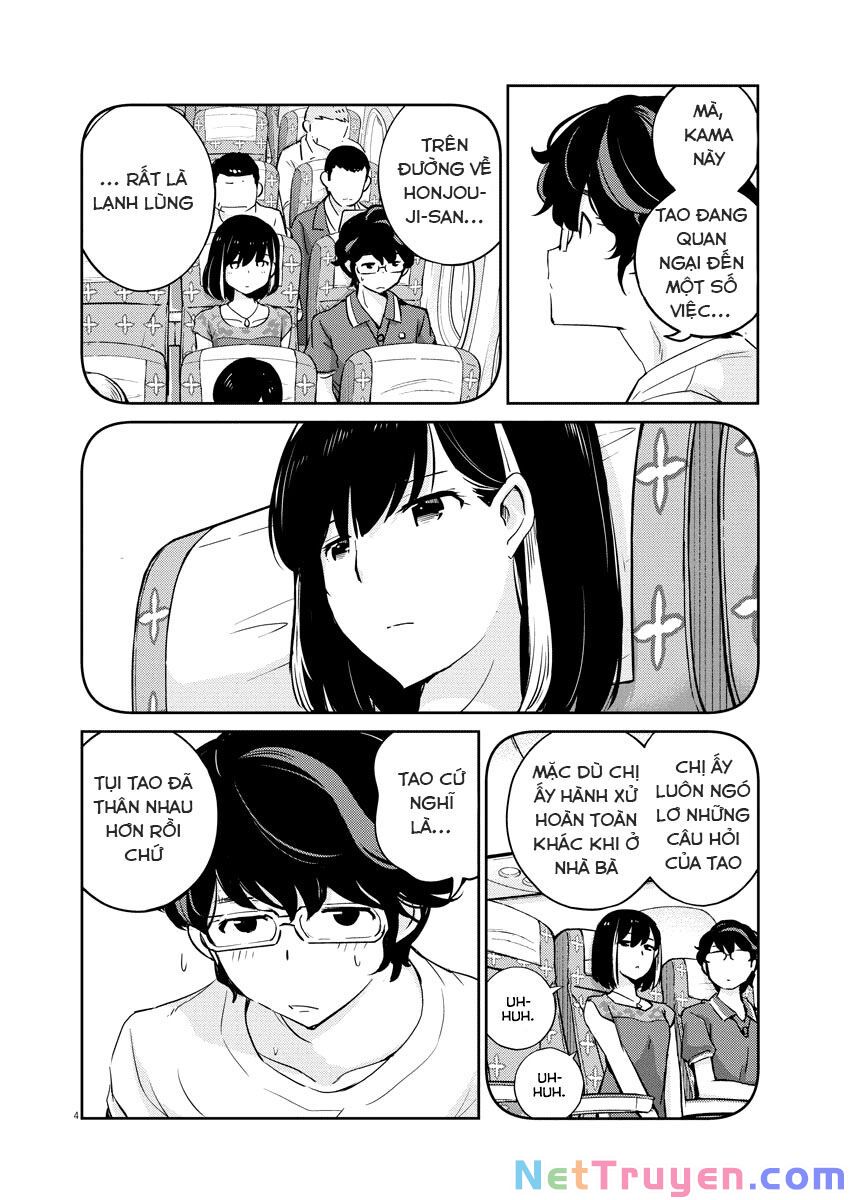 MÀ,
KAMA
NÀY
TAO ĐANG
QUAN
NGẠI ĐẾN
MỘT SỐ
VIỆC...
TRÊN
ĐƯỜNG VỀ
HONJOU-
JI-SAN...
... RẤT LÀ
LẠNH LÙNG
CHỊ ẤY
LUÔN NGÓ
LƠ NHỮNG
CÂU HỎI
CỦA TAO
MẶC DÙ CHỊ
ẤY HÀNH XỬ
HOÀN TOÀN
KHÁC KHI Ở
NHÀ BÀ
UH-
HUH.
UH-
HUH.
TAO CỨ
NGHĨ
LÀ...
TỤI TAO ĐÃ
THÂN NHAU
HƠN RỒI
CHỨ
4
NetTruyen.com